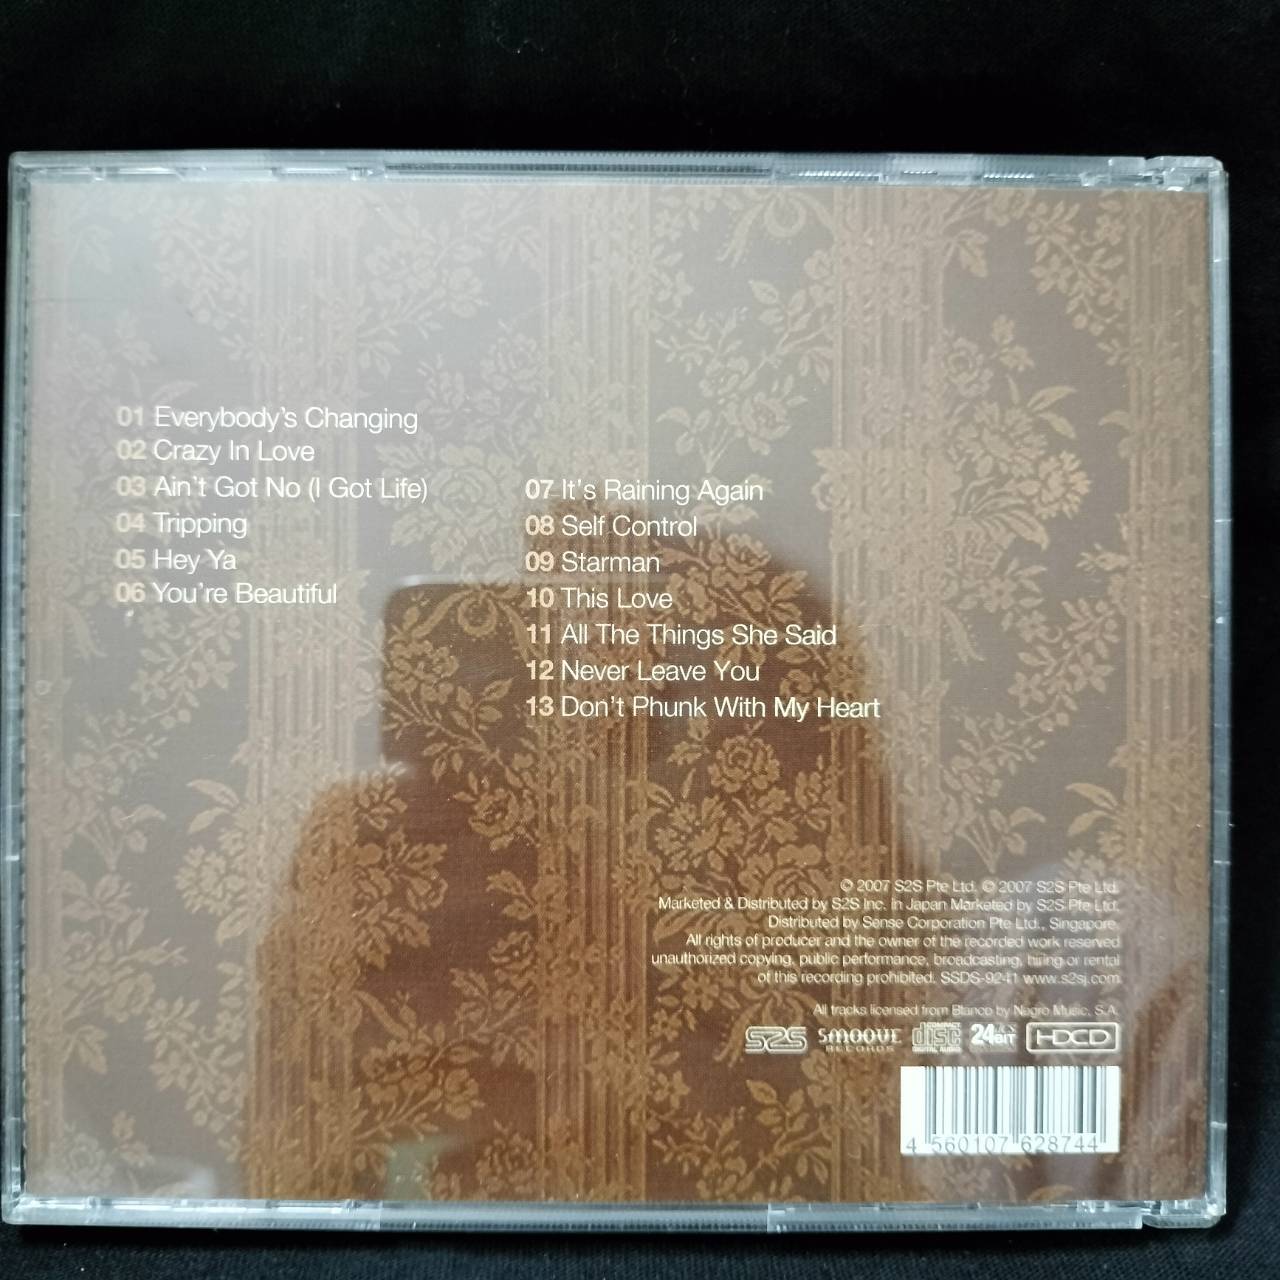 01 Everybody's Changing
02 Crazy In Love
03 Ain't Got No (I Got Life)
04 Tripping
05 Hey Ya
06 You're Beautiful
07 It's Raining Again
08 Self Control
09 Starman
10 This Love
11 All The Things She Said
12 Never Leave You
13 Don't Phunk With My Heart
℗ 2007 S2S Pte Ltd. © 2007 S2S Pte Ltd.
Marketed & Distributed by S2S Inc. in Japan Marketed by S2S Pte Ltd.
Distributed by Sense Corporation Pte Ltd., Singapore.
All rights of producer and the owner of the recorded work reserved
unauthorized copying, public performance, broadcasting, hiring or rental
of this recording prohibited. SSDS-9241 www.s2sj.com
All tracks licensed from Blanco by Negro Music, S.A.
S2S SMOOVE RECORDS COMPACT disc DIGITAL AUDIO 24BIT HDCD
4 560107 628744